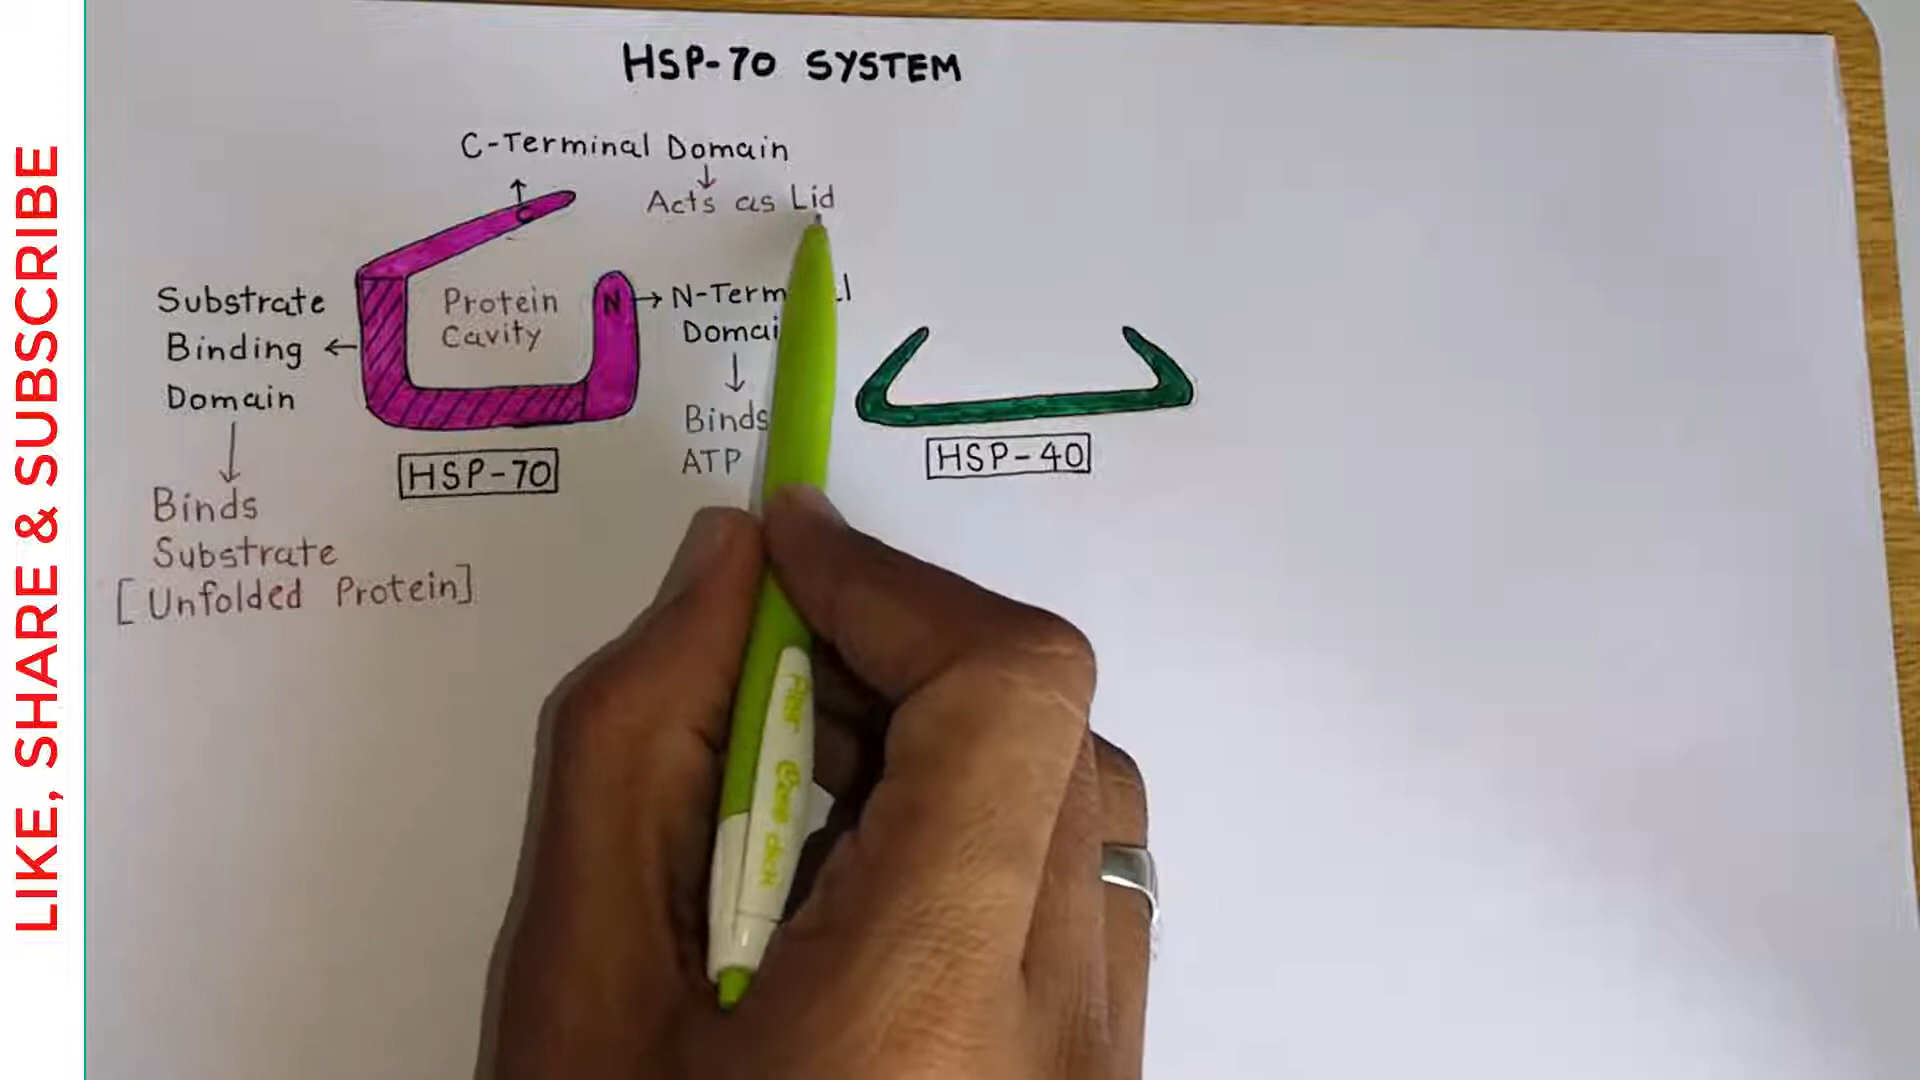 LIKE, SHARE & SUBSCRIBE
HSP-70 SYSTEM
C-Terminal Domain
Acts as Lid
C
Substrate
Binding
Domain
Binds
Substrate
[Unfolded Protein]
Protein
Cavity
N
HSP-70
Binds
ATP
HSP-40